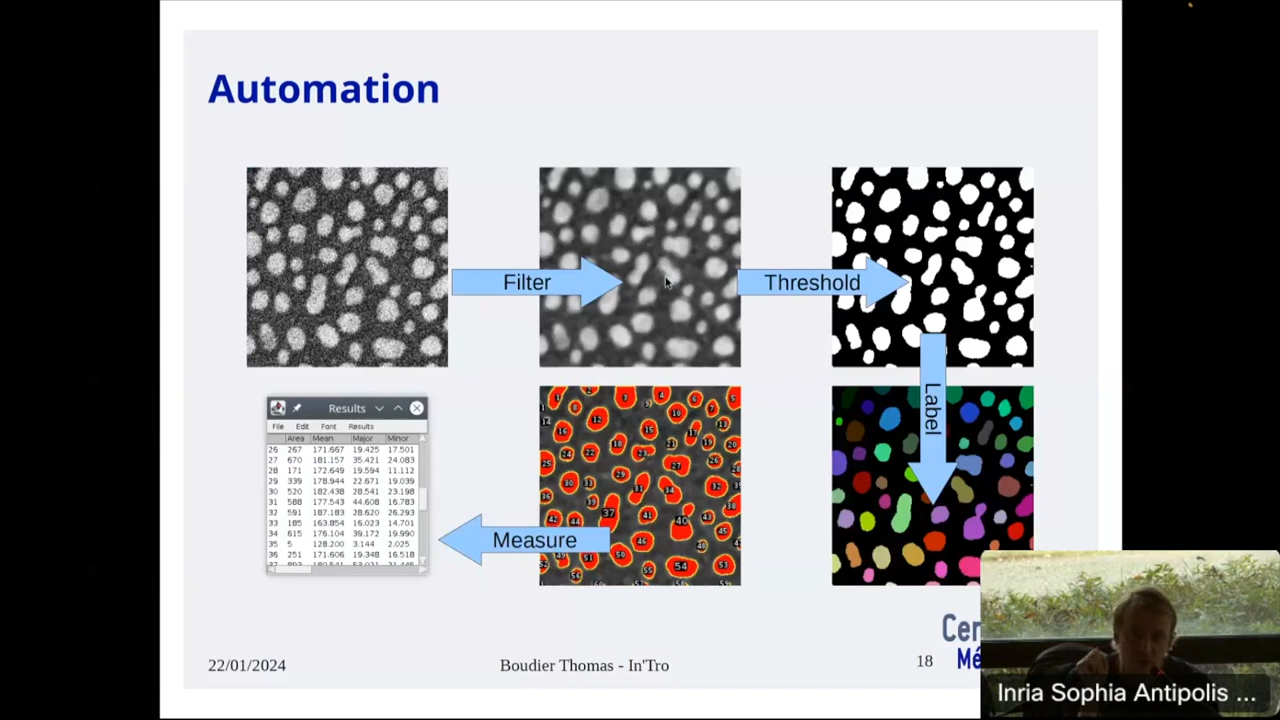 Automation
Filter
Threshold
Label
Results
File Edit Font Results
Area Mean Major Minor
26 267 171.667 19.425 17.501
27 670 181.157 35.421 24.083
28 171 172.649 19.594 11.112
29 339 178.944 22.671 19.039
30 520 182.438 28.541 23.198
31 588 177.543 44.608 16.783
32 591 187.183 28.620 26.293
33 185 163.854 16.023 14.701
34 615 176.104 39.172 19.990
35 5 128.200 3.144 2.025
36 251 171.606 19.348 16.518
Measure
37
40
54
22/01/2024
Boudier Thomas - In'Tro
18
Inria Sophia Antipolis ...